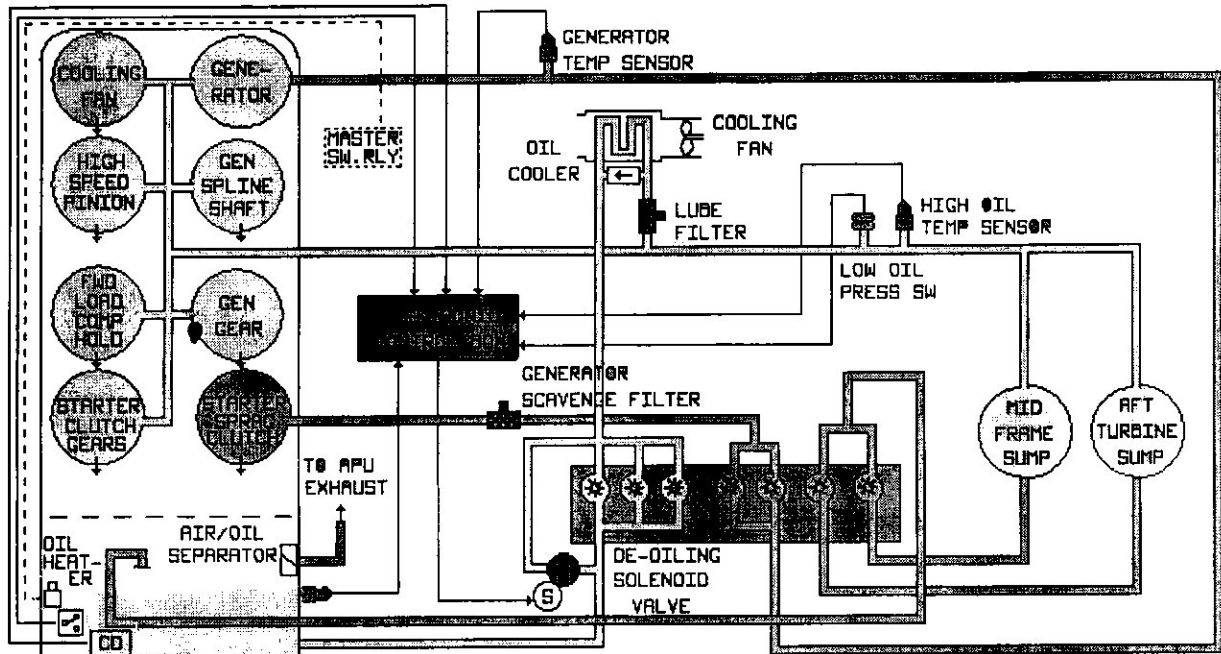 COOLING
FAN
GENE-
RATOR
GENERATOR
TEMP SENSOR
MASTER
SW.RLY
OIL
COOLER
COOLING
FAN
HIGH
SPEED
PINION
GEN
SPLINE
SHAFT
LUBE
FILTER
HIGH OIL
TEMP SENSOR
LOW OIL
PRESS SW
FWD
LOAD
COMP
HOLD
GEN
GEAR
GENERATOR
SCAVENCE FILTER
STARTER
CLUTCH
GEARS
STARTER
SPRAG
CLUTCH
MID
FRAME
SUMP
AFT
TURBINE
SUMP
TO APU
EXHAUST
AIR/OIL
SEPARATOR
OIL
HEAT-
ER
DE-OILING
SOLENOID
VALVE
S
CD